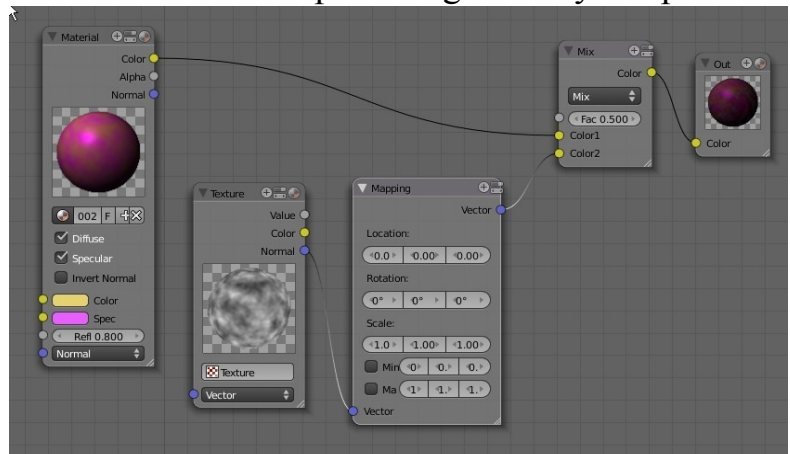 Material
Color
Alpha
Normal
002 F
Diffuse
Specular
Invert Normal
Color
Spec
Refl 0.800
Normal
Texture
Value
Color
Normal
Texture
Vector
Mapping
Vector
Location:
0.0 0.00 0.00
Rotation:
0° 0° 0°
Scale:
1.0 1.00 1.00
Min 0 0. 0.
Ma 1 1. 1.
Vector
Mix
Color
Mix
Fac 0.500
Color1
Color2
Out
Color